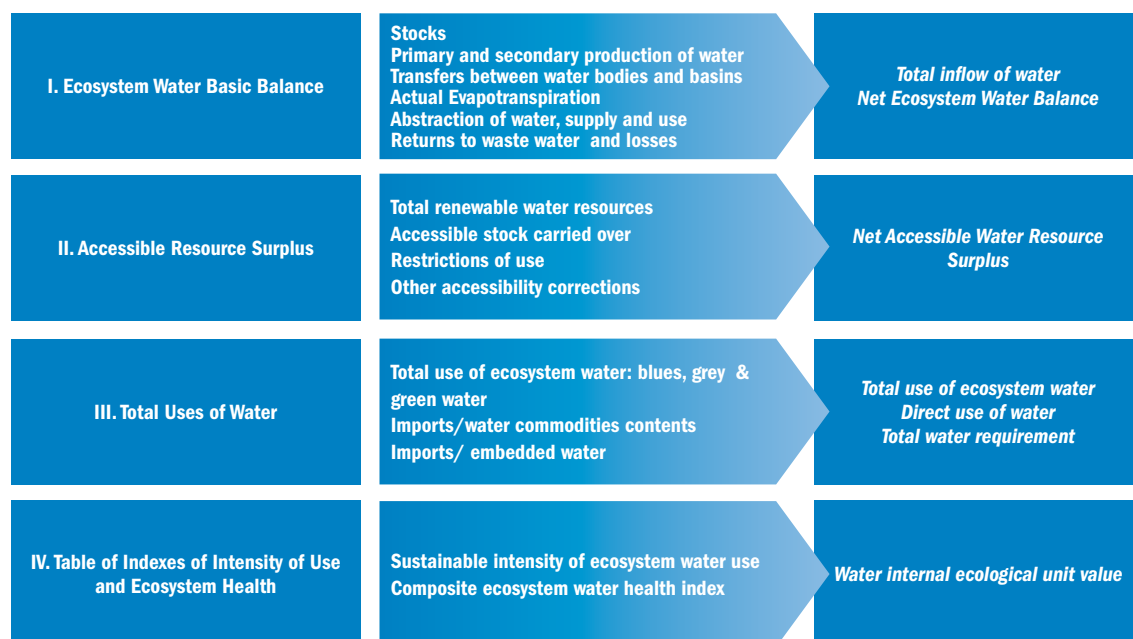 I. Ecosystem Water Basic Balance
Stocks
Primary and secondary production of water
Transfers between water bodies and basins
Actual Evapotranspiration
Abstraction of water, supply and use
Returns to waste water and losses
Total inflow of water
Net Ecosystem Water Balance
II. Accessible Resource Surplus
Total renewable water resources
Accessible stock carried over
Restrictions of use
Other accessibility corrections
Net Accessible Water Resource
Surplus
III. Total Uses of Water
Total use of ecosystem water: blues, grey &
green water
Imports/water commodities contents
Imports/ embedded water
Total use of ecosystem water
Direct use of water
Total water requirement
IV. Table of Indexes of Intensity of Use
and Ecosystem Health
Sustainable intensity of ecosystem water use
Composite ecosystem water health index
Water internal ecological unit value